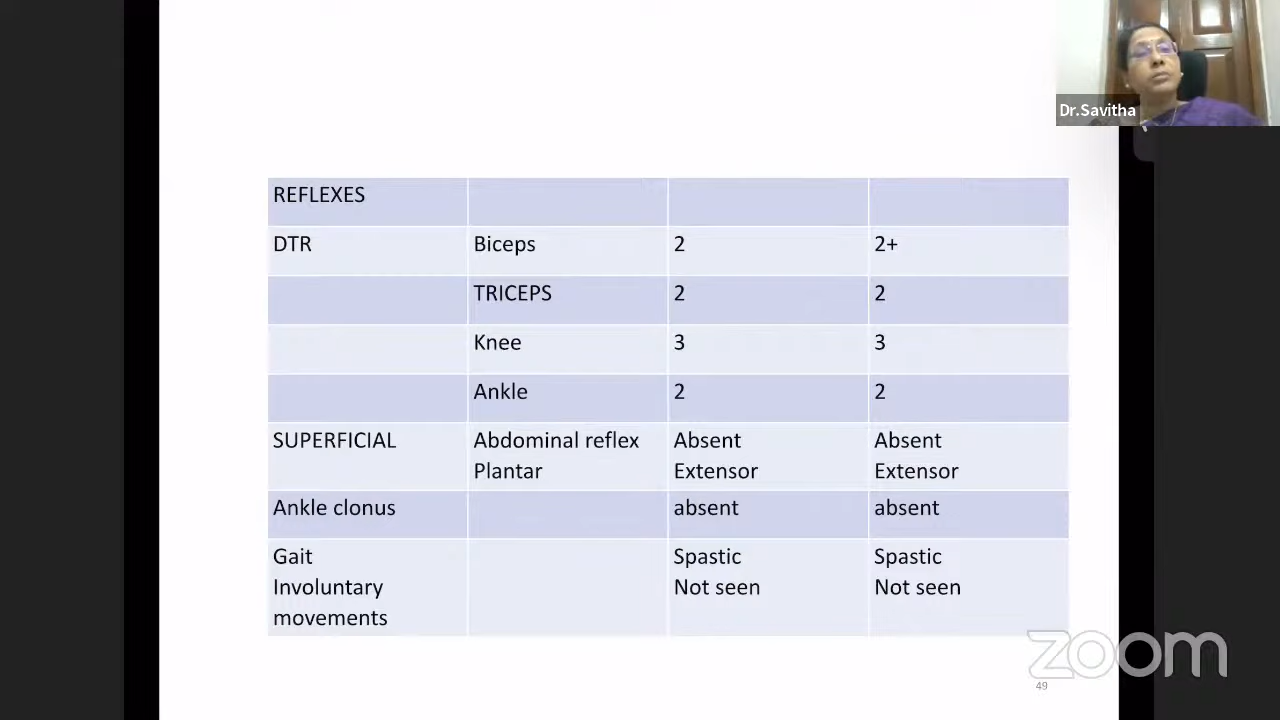 Dr.Savitha
REFLEXES
DTR Biceps 2 2+
TRICEPS 2 2
Knee 3 3
Ankle 2 2
SUPERFICIAL Abdominal reflex Absent Absent
Plantar Extensor Extensor
Ankle clonus absent absent
Gait Spastic Spastic
Involuntary Not seen Not seen
movements
zoom
49